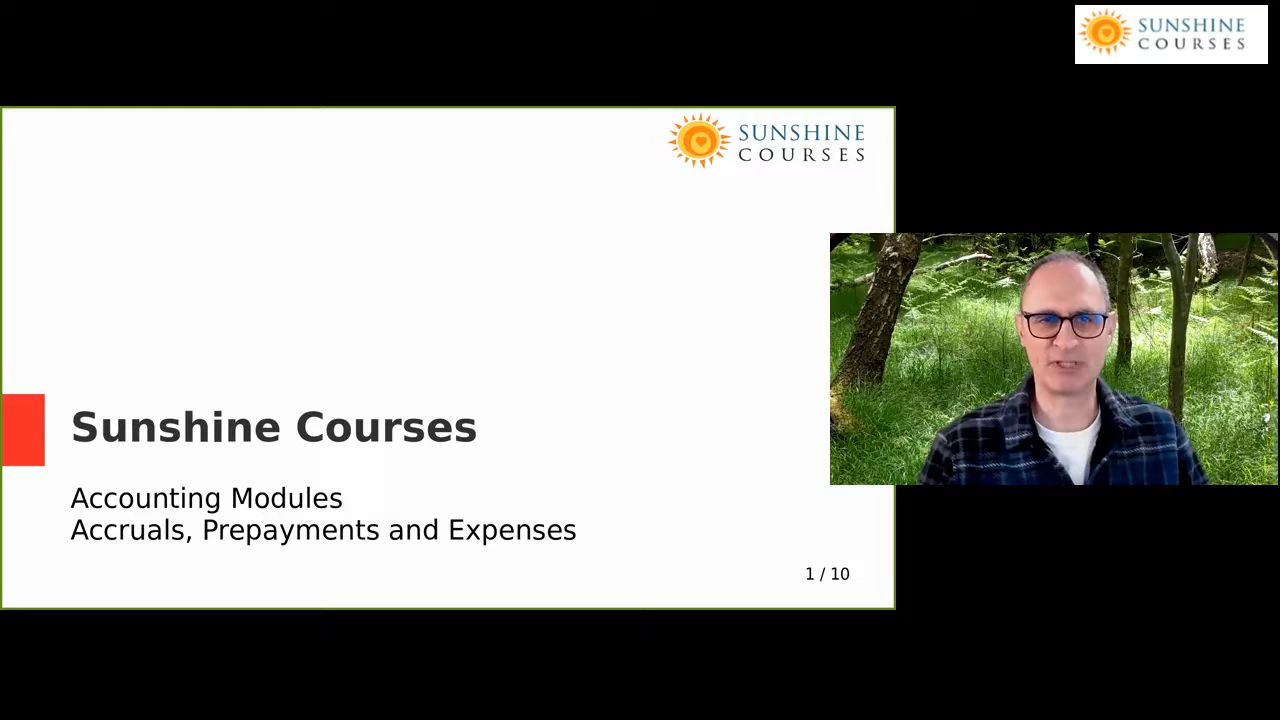 SUNSHINE
COURSES
SUNSHINE
COURSES
Sunshine Courses
Accounting Modules
Accruals, Prepayments and Expenses
1 / 10